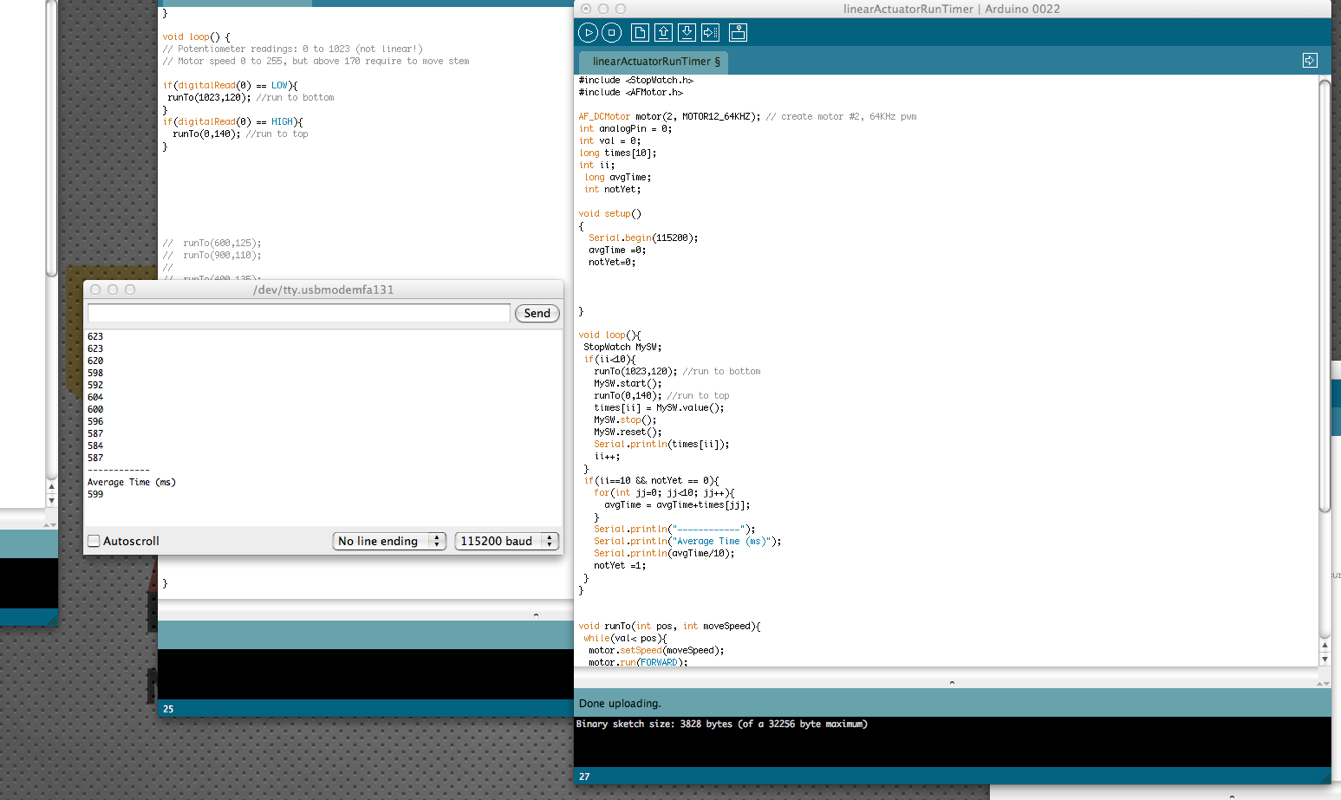 }
void loop() {
// Potentiometer readings: 0 to 1023 (not linear!)
// Motor speed 0 to 255, but above 170 require to move stem
if(digitalRead(0) == LOW){
runTo(1023,120); //run to bottom
}
if(digitalRead(0) == HIGH){
runTo(0,140); //run to top
}
// runTo(600,125);
// runTo(900,110);
//
// runTo(400,135);
/dev/tty.usbmodemfa131
Send
623
623
620
598
592
604
600
596
587
584
587
------------
Average Time (ms)
599
Autoscroll
No line ending
115200 baud
}
25
linearActuatorRunTimer | Arduino 0022
linearActuatorRunTimer §
#include <StopWatch.h>
#include <AFMotor.h>
AF_DCMotor motor(2, MOTOR12_64KHZ); // create motor #2, 64KHz pwm
int analogPin = 0;
int val = 0;
long times[10];
int ii;
long avgTime;
int notYet;
void setup()
{
Serial.begin(115200);
avgTime =0;
notYet=0;
}
void loop(){
StopWatch MySW;
if(ii<10){
runTo(1023,120); //run to bottom
MySW.start();
runTo(0,140); //run to top
times[ii] = MySW.value();
MySW.stop();
MySW.reset();
Serial.println(times[ii]);
ii++;
}
if(ii==10 && notYet == 0){
for(int jj=0; jj<10; jj++){
avgTime = avgTime+times[jj];
}
Serial.println("------------");
Serial.println("Average Time (ms)");
Serial.println(avgTime/10);
notYet =1;
}
}
void runTo(int pos, int moveSpeed){
while(val< pos){
motor.setSpeed(moveSpeed);
motor.run(FORWARD);
Done uploading.
Binary sketch size: 3828 bytes (of a 32256 byte maximum)
27